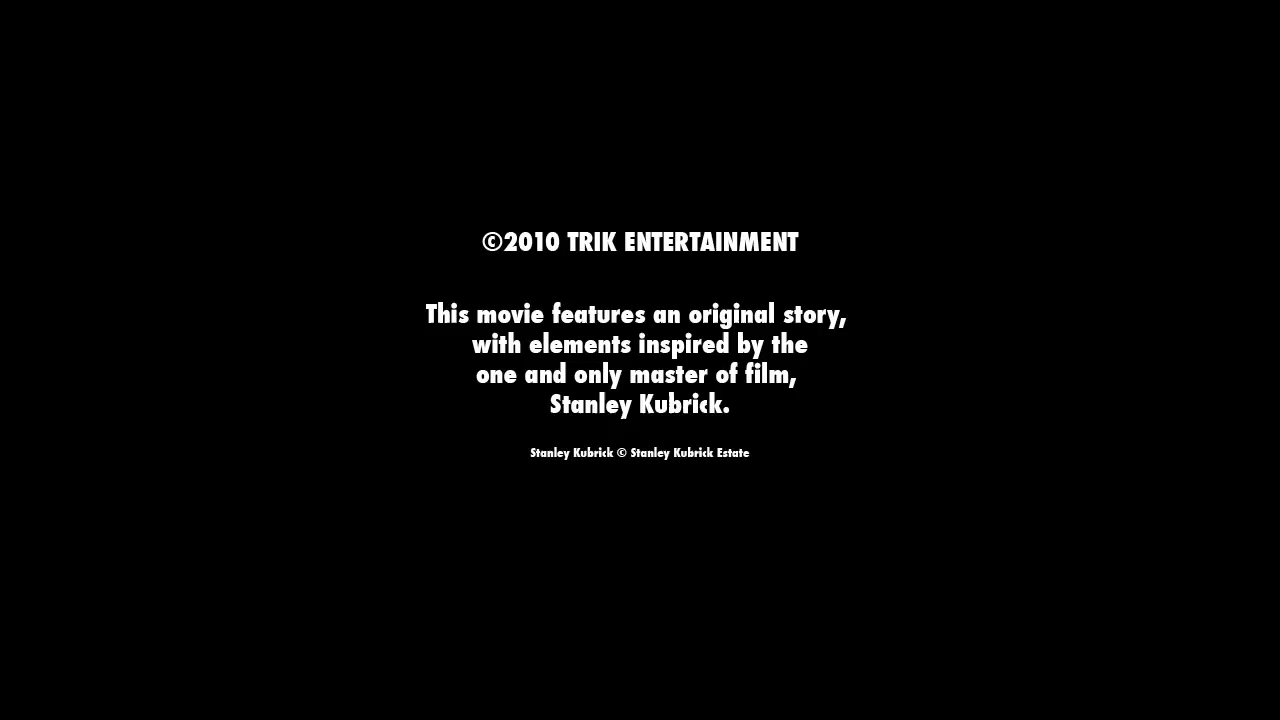 ©2010 TRIK ENTERTAINMENT
This movie features an original story,
with elements inspired by the
one and only master of film,
Stanley Kubrick.
Stanley Kubrick © Stanley Kubrick Estate